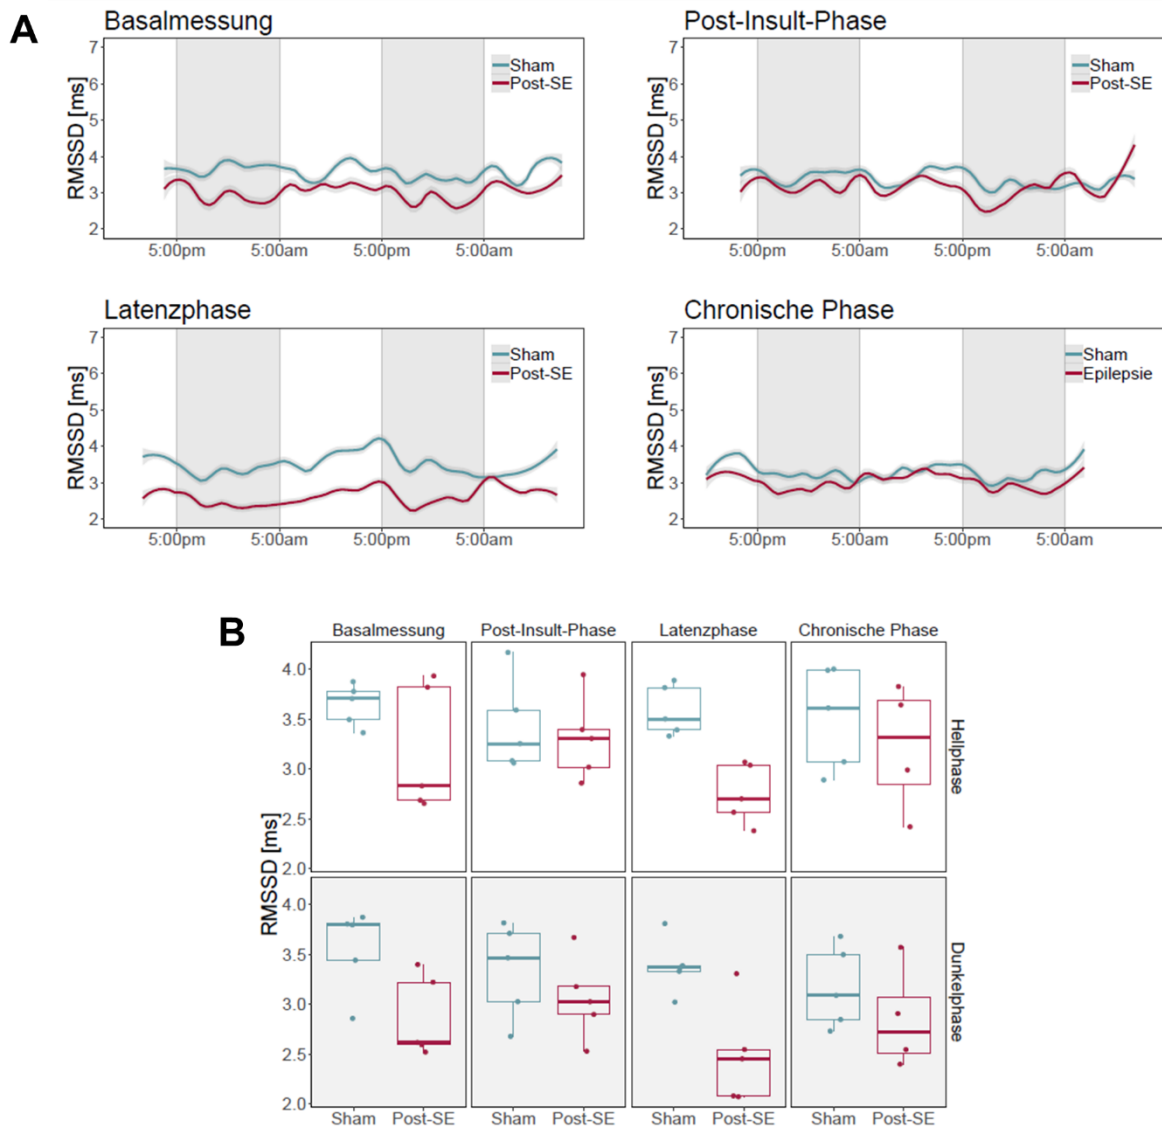 A
Basalmessung
RMSSD [ms]
7
6
5
4
3
2
Sham
Post-SE
5:00pm 5:00am 5:00pm 5:00am
Post-Insult-Phase
RMSSD [ms]
7
6
5
4
3
2
Sham
Post-SE
5:00pm 5:00am 5:00pm 5:00am
Latenzphase
RMSSD [ms]
7
6
5
4
3
2
Sham
Post-SE
5:00pm 5:00am 5:00pm 5:00am
Chronische Phase
RMSSD [ms]
7
6
5
4
3
2
Sham
Epilepsie
5:00pm 5:00am 5:00pm 5:00am
B
Basalmessung Post-Insult-Phase Latenzphase Chronische Phase
RMSSD [ms]
4.0
3.5
3.0
2.5
2.0
Hellphase
4.0
3.5
3.0
2.5
2.0
Dunkelphase
Sham Post-SE Sham Post-SE Sham Post-SE Sham Post-SE